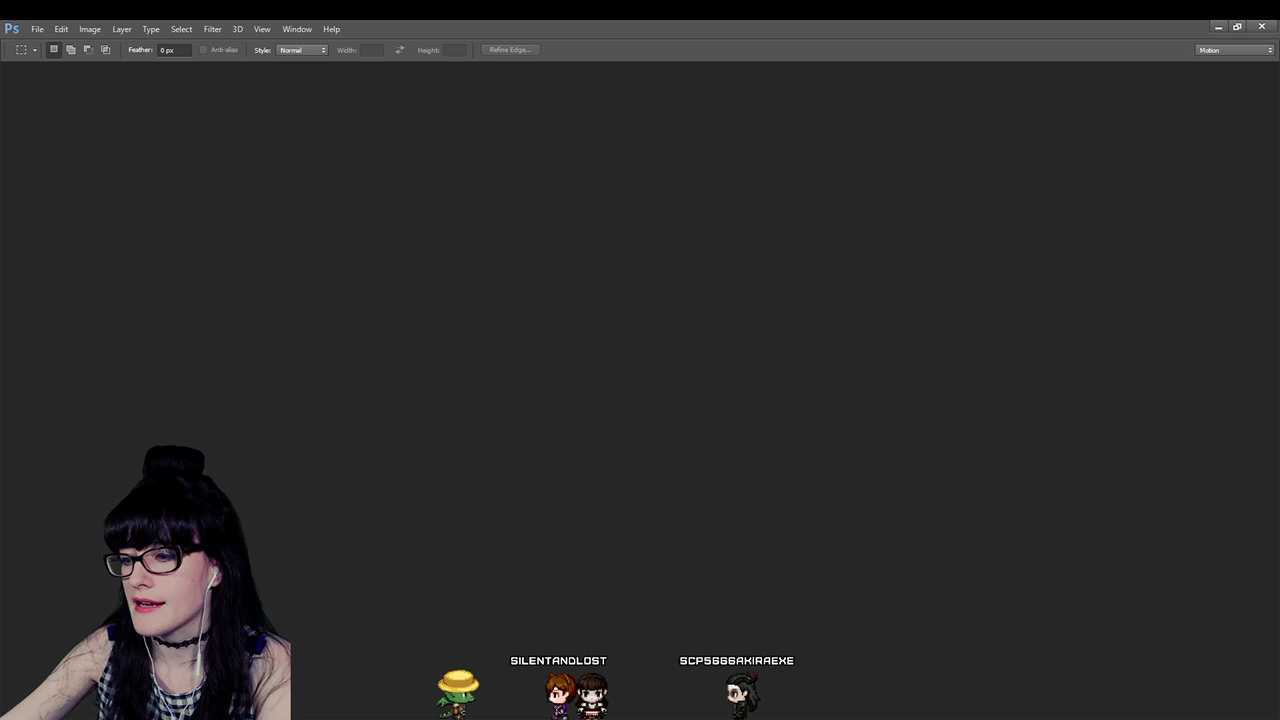 Ps File Edit Image Layer Type Select Filter 3D View Window Help
Feather: 0 px Anti-alias Style: Normal Width: Height: Refine Edge... Motion
SILENTANDLOST SCP5666AKIRAEXE